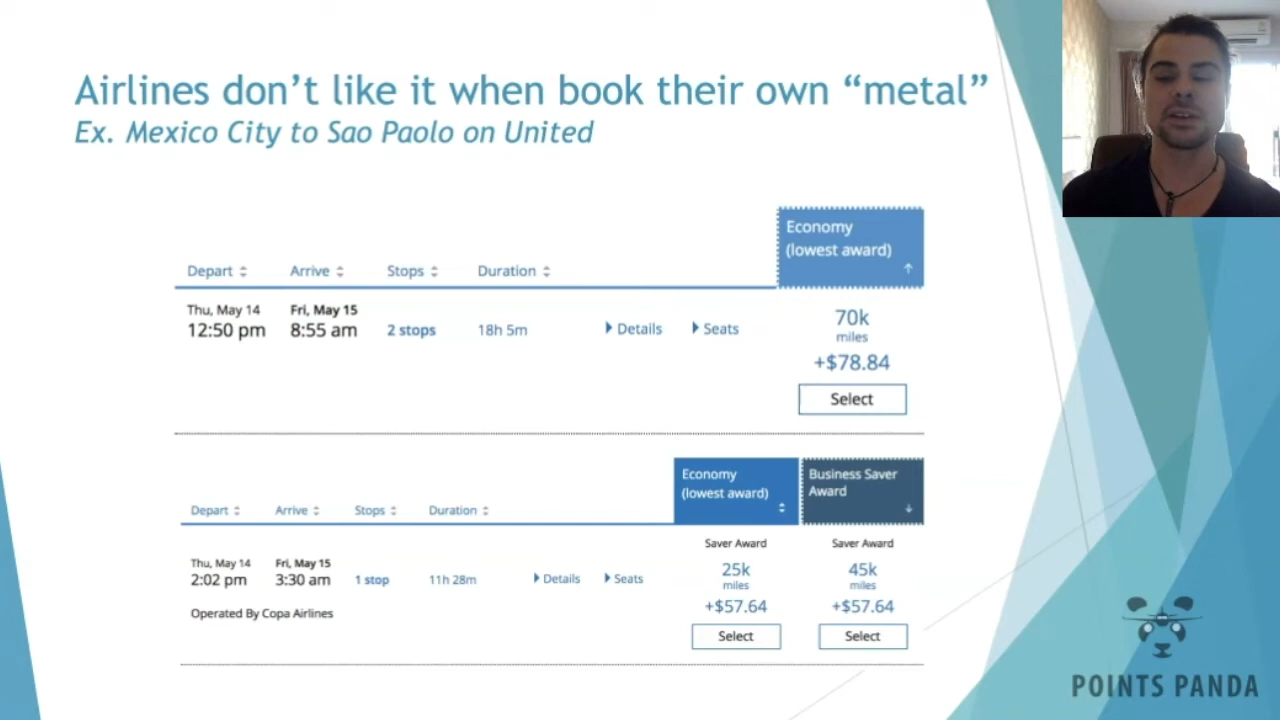 Airlines don’t like it when book their own “metal”
Ex. Mexico City to Sao Paolo on United
Economy
(lowest award)
Depart Arrive Stops Duration
Thu, May 14 Fri, May 15
12:50 pm 8:55 am 2 stops 18h 5m Details Seats
70k
miles
+$78.84
Select
Economy
(lowest award)
Business Saver
Award
Depart Arrive Stops Duration
Saver Award Saver Award
Thu, May 14 Fri, May 15
2:02 pm 3:30 am 1 stop 11h 28m Details Seats
25k 45k
miles miles
+$57.64 +$57.64
Operated By Copa Airlines
Select Select
POINTS PANDA